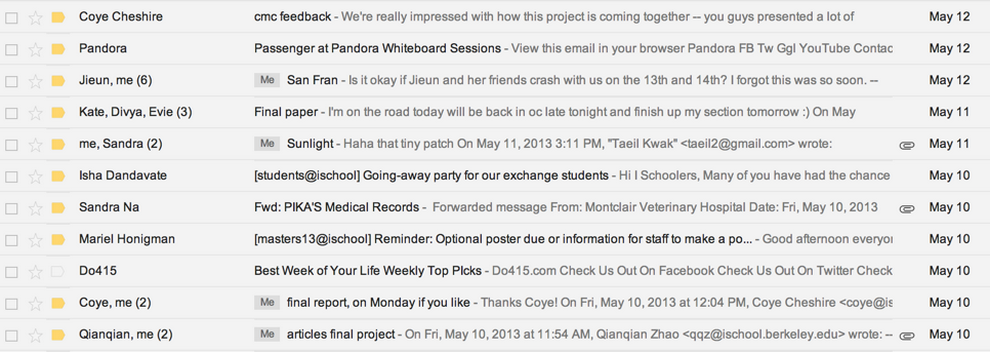 Coye Cheshire cmc feedback - We're really impressed with how this project is coming together -- you guys presented a lot of May 12
Pandora Passenger at Pandora Whiteboard Sessions - View this email in your browser Pandora FB Tw Ggl YouTube Contac May 12
Jieun, me (6) Me San Fran - Is it okay if Jieun and her friends crash with us on the 13th and 14th? I forgot this was so soon. -- May 12
Kate, Divya, Evie (3) Final paper - I'm on the road today will be back in oc late tonight and finish up my section tomorrow :) On May May 11
me, Sandra (2) Me Sunlight - Haha that tiny patch On May 11, 2013 3:11 PM, "Taeil Kwak" <taeil2@gmail.com> wrote: May 11
Isha Dandavate [students@ischool] Going-away party for our exchange students - Hi I Schoolers, Many of you have had the chance May 10
Sandra Na Fwd: PIKA'S Medical Records - Forwarded message From: Montclair Veterinary Hospital Date: Fri, May 10, 2013 May 10
Mariel Honigman [masters13@ischool] Reminder: Optional poster due or information for staff to make a po... - Good afternoon everyon May 10
Do415 Best Week of Your Life Weekly Top PIcks - Do415.com Check Us Out On Facebook Check Us Out On Twitter Check May 10
Coye, me (2) Me final report, on Monday if you like - Thanks Coye! On Fri, May 10, 2013 at 12:04 PM, Coye Cheshire <coye@is May 10
Qianqian, me (2) Me articles final project - On Fri, May 10, 2013 at 11:54 AM, Qianqian Zhao <qqz@ischool.berkeley.edu> wrote: -- May 10